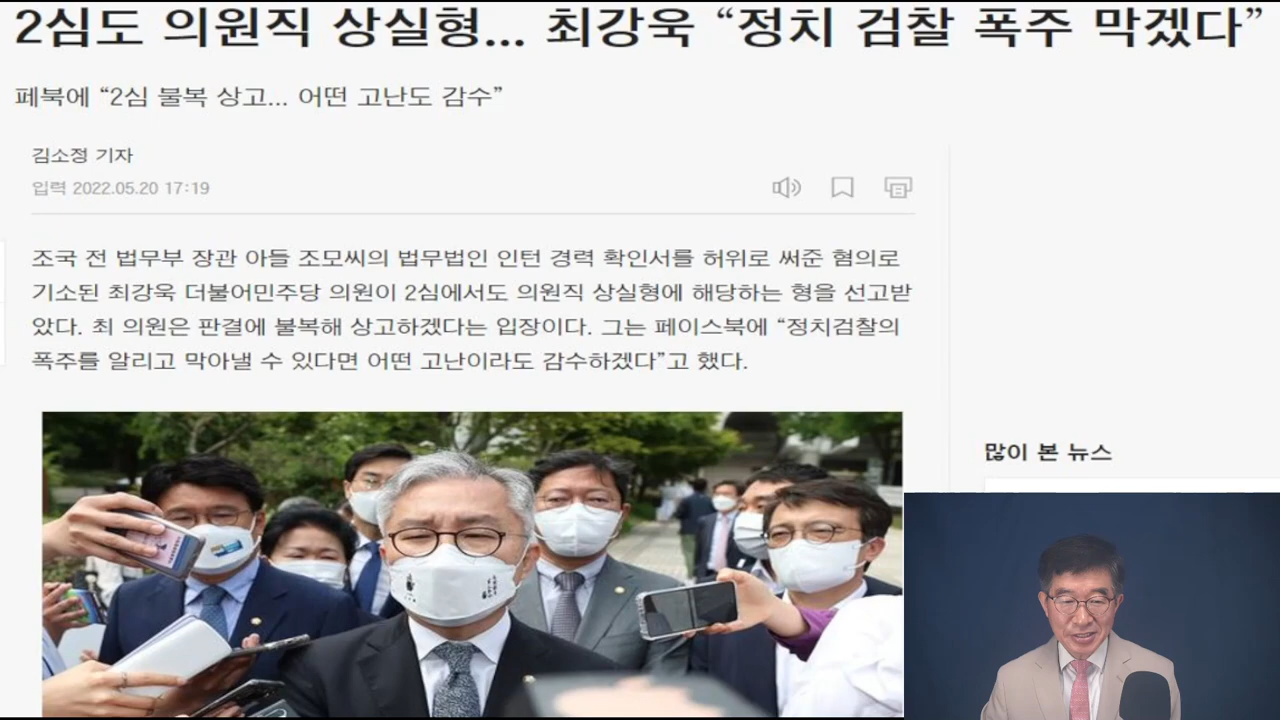 2심도 의원직 상실형... 최강욱 “정치 검찰 폭주 막겠다”
페북에 “2심 불복 상고... 어떤 고난도 감수”
김소정 기자
입력 2022.05.20 17:19
조국 전 법무부 장관 아들 조모씨의 법무법인 인턴 경력 확인서를 허위로 써준 혐의로
기소된 최강욱 더불어민주당 의원이 2심에서도 의원직 상실형에 해당하는 형을 선고받
았다. 최 의원은 판결에 불복해 상고하겠다는 입장이다. 그는 페이스북에 “정치검찰의
폭주를 알리고 막아낼 수 있다면 어떤 고난이라도 감수하겠다”고 했다.
많이 본 뉴스